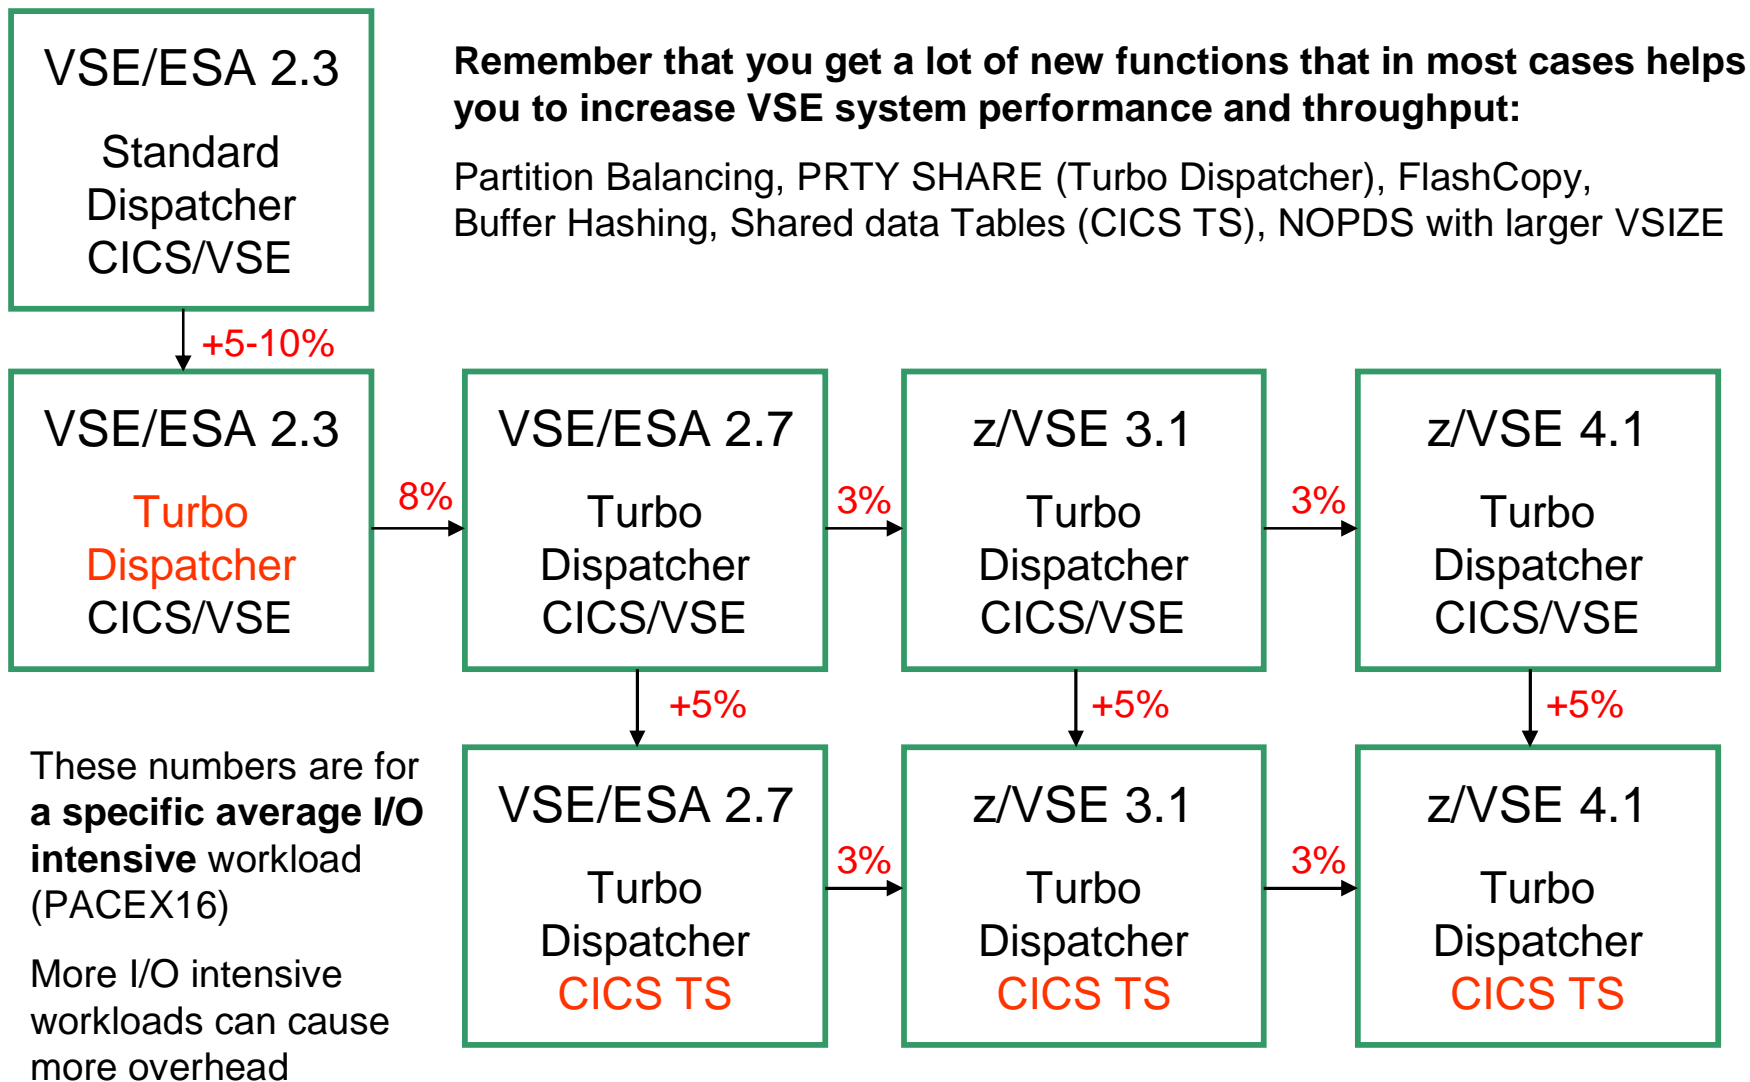 VSE/ESA 2.3
Standard
Dispatcher
CICS/VSE
Remember that you get a lot of new functions that in most cases helps
you to increase VSE system performance and throughput:
Partition Balancing, PRTY SHARE (Turbo Dispatcher), FlashCopy,
Buffer Hashing, Shared data Tables (CICS TS), NOPDS with larger VSIZE
+5-10%
VSE/ESA 2.3
Turbo
Dispatcher
CICS/VSE
8%
VSE/ESA 2.7
Turbo
Dispatcher
CICS/VSE
3%
z/VSE 3.1
Turbo
Dispatcher
CICS/VSE
3%
z/VSE 4.1
Turbo
Dispatcher
CICS/VSE
+5%
+5%
+5%
These numbers are for
a specific average I/O
intensive workload
(PACEX16)
More I/O intensive
workloads can cause
more overhead
VSE/ESA 2.7
Turbo
Dispatcher
CICS TS
3%
z/VSE 3.1
Turbo
Dispatcher
CICS TS
3%
z/VSE 4.1
Turbo
Dispatcher
CICS TS